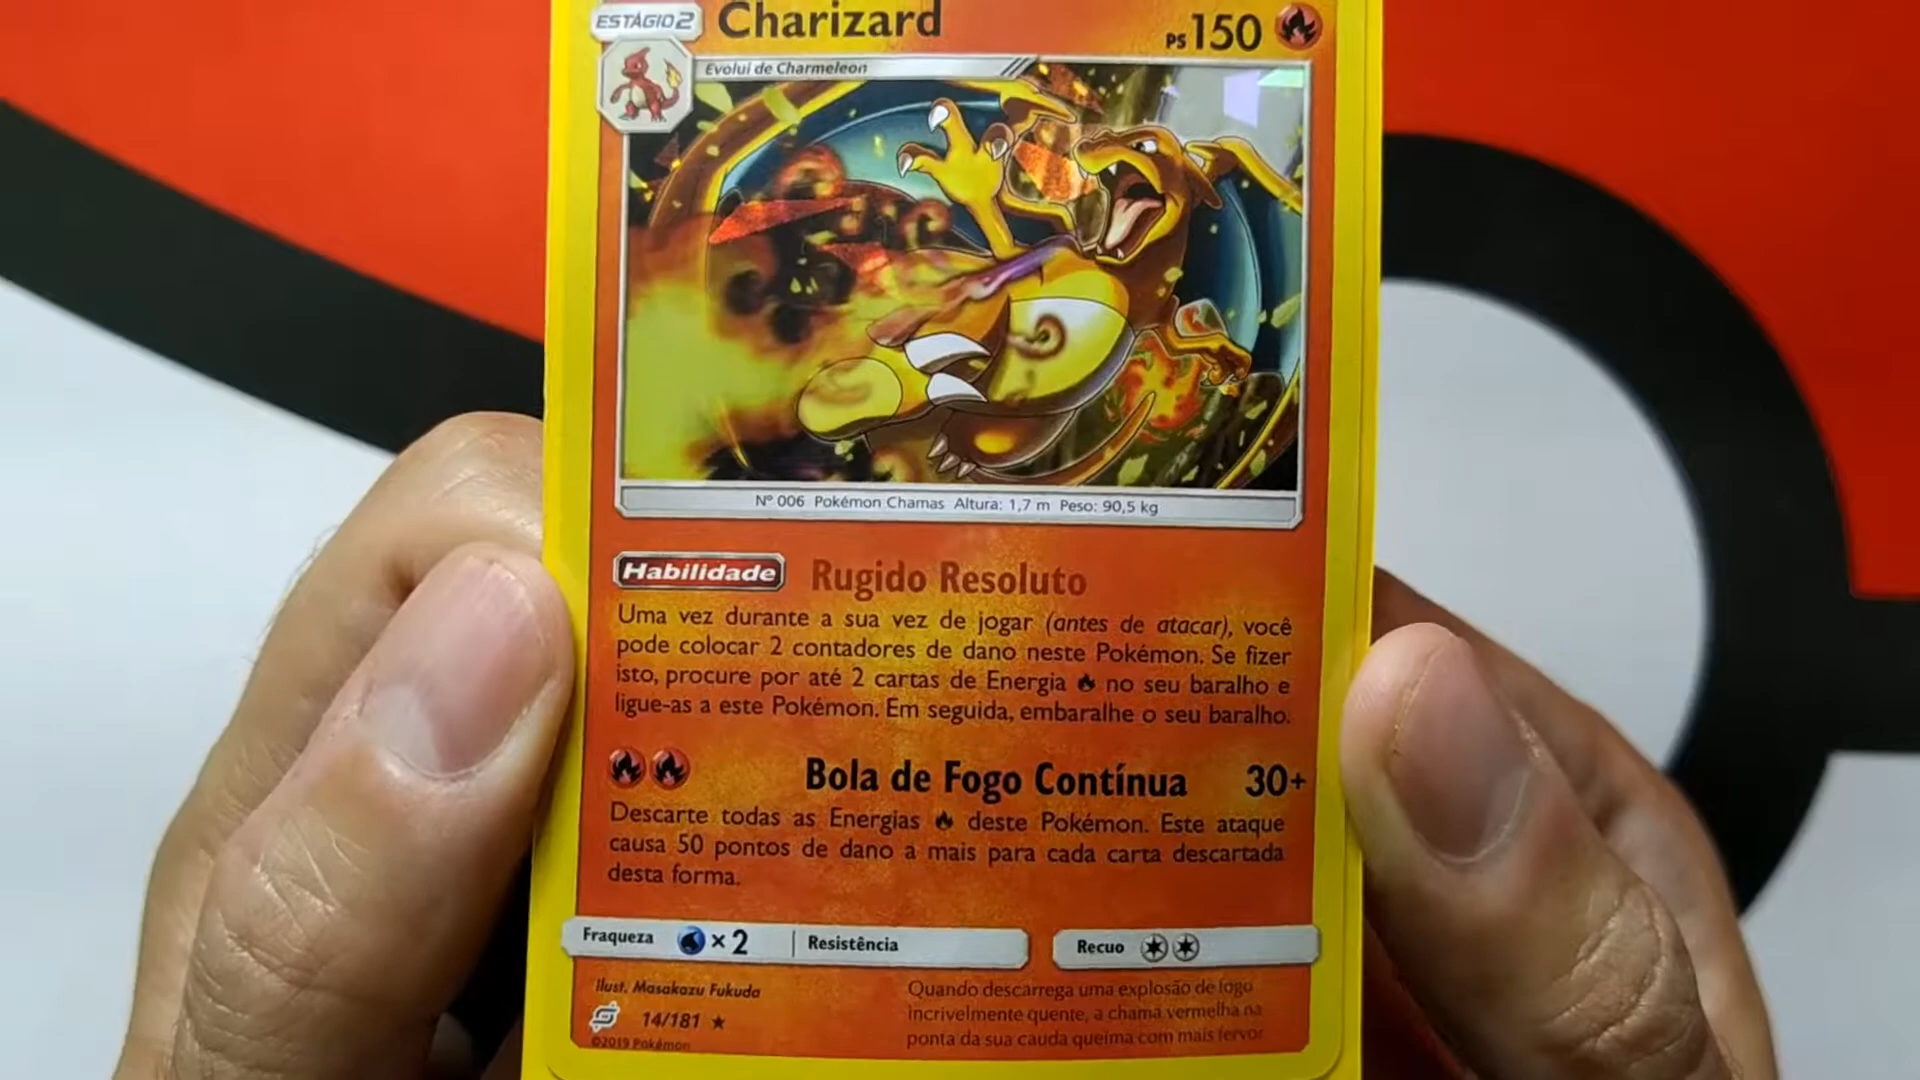 ESTÁGIO 2 Charizard PS 150
Evolui de Charmeleon
Nº 006 Pokémon Chamas Altura: 1,7 m Peso: 90,5 kg
Habilidade Rugido Resoluto
Uma vez durante a sua vez de jogar (antes de atacar), você
pode colocar 2 contadores de dano neste Pokémon. Se fizer
isto, procure por até 2 cartas de Energia no seu baralho e
ligue-as a este Pokémon. Em seguida, embaralhe o seu baralho.
Bola de Fogo Contínua 30+
Descarte todas as Energias deste Pokémon. Este ataque
causa 50 pontos de dano a mais para cada carta descartada
desta forma.
Fraqueza ×2 Resistência Recuo
Ilust. Masakazu Fukuda
14/181 ★
©2019 Pokémon
Quando descarrega uma explosão de fogo
incrivelmente quente, a chama vermelha na
ponta da sua cauda queima com mais fervor